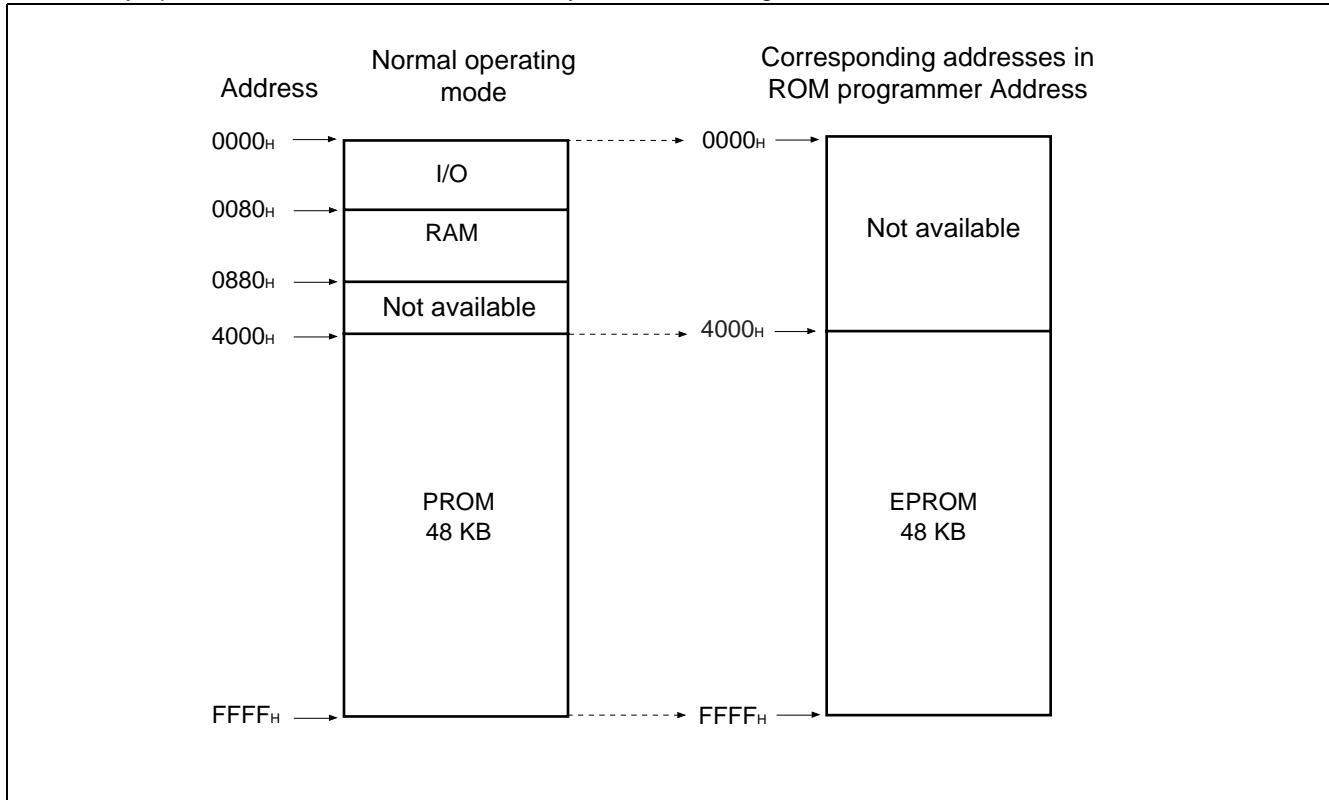 Address
Normal operating
mode
Corresponding addresses in
ROM programmer Address
0000H
I/O
0080H
RAM
0880H
Not available
4000H
PROM
48 KB
FFFFH
0000H
Not available
4000H
EPROM
48 KB
FFFFH